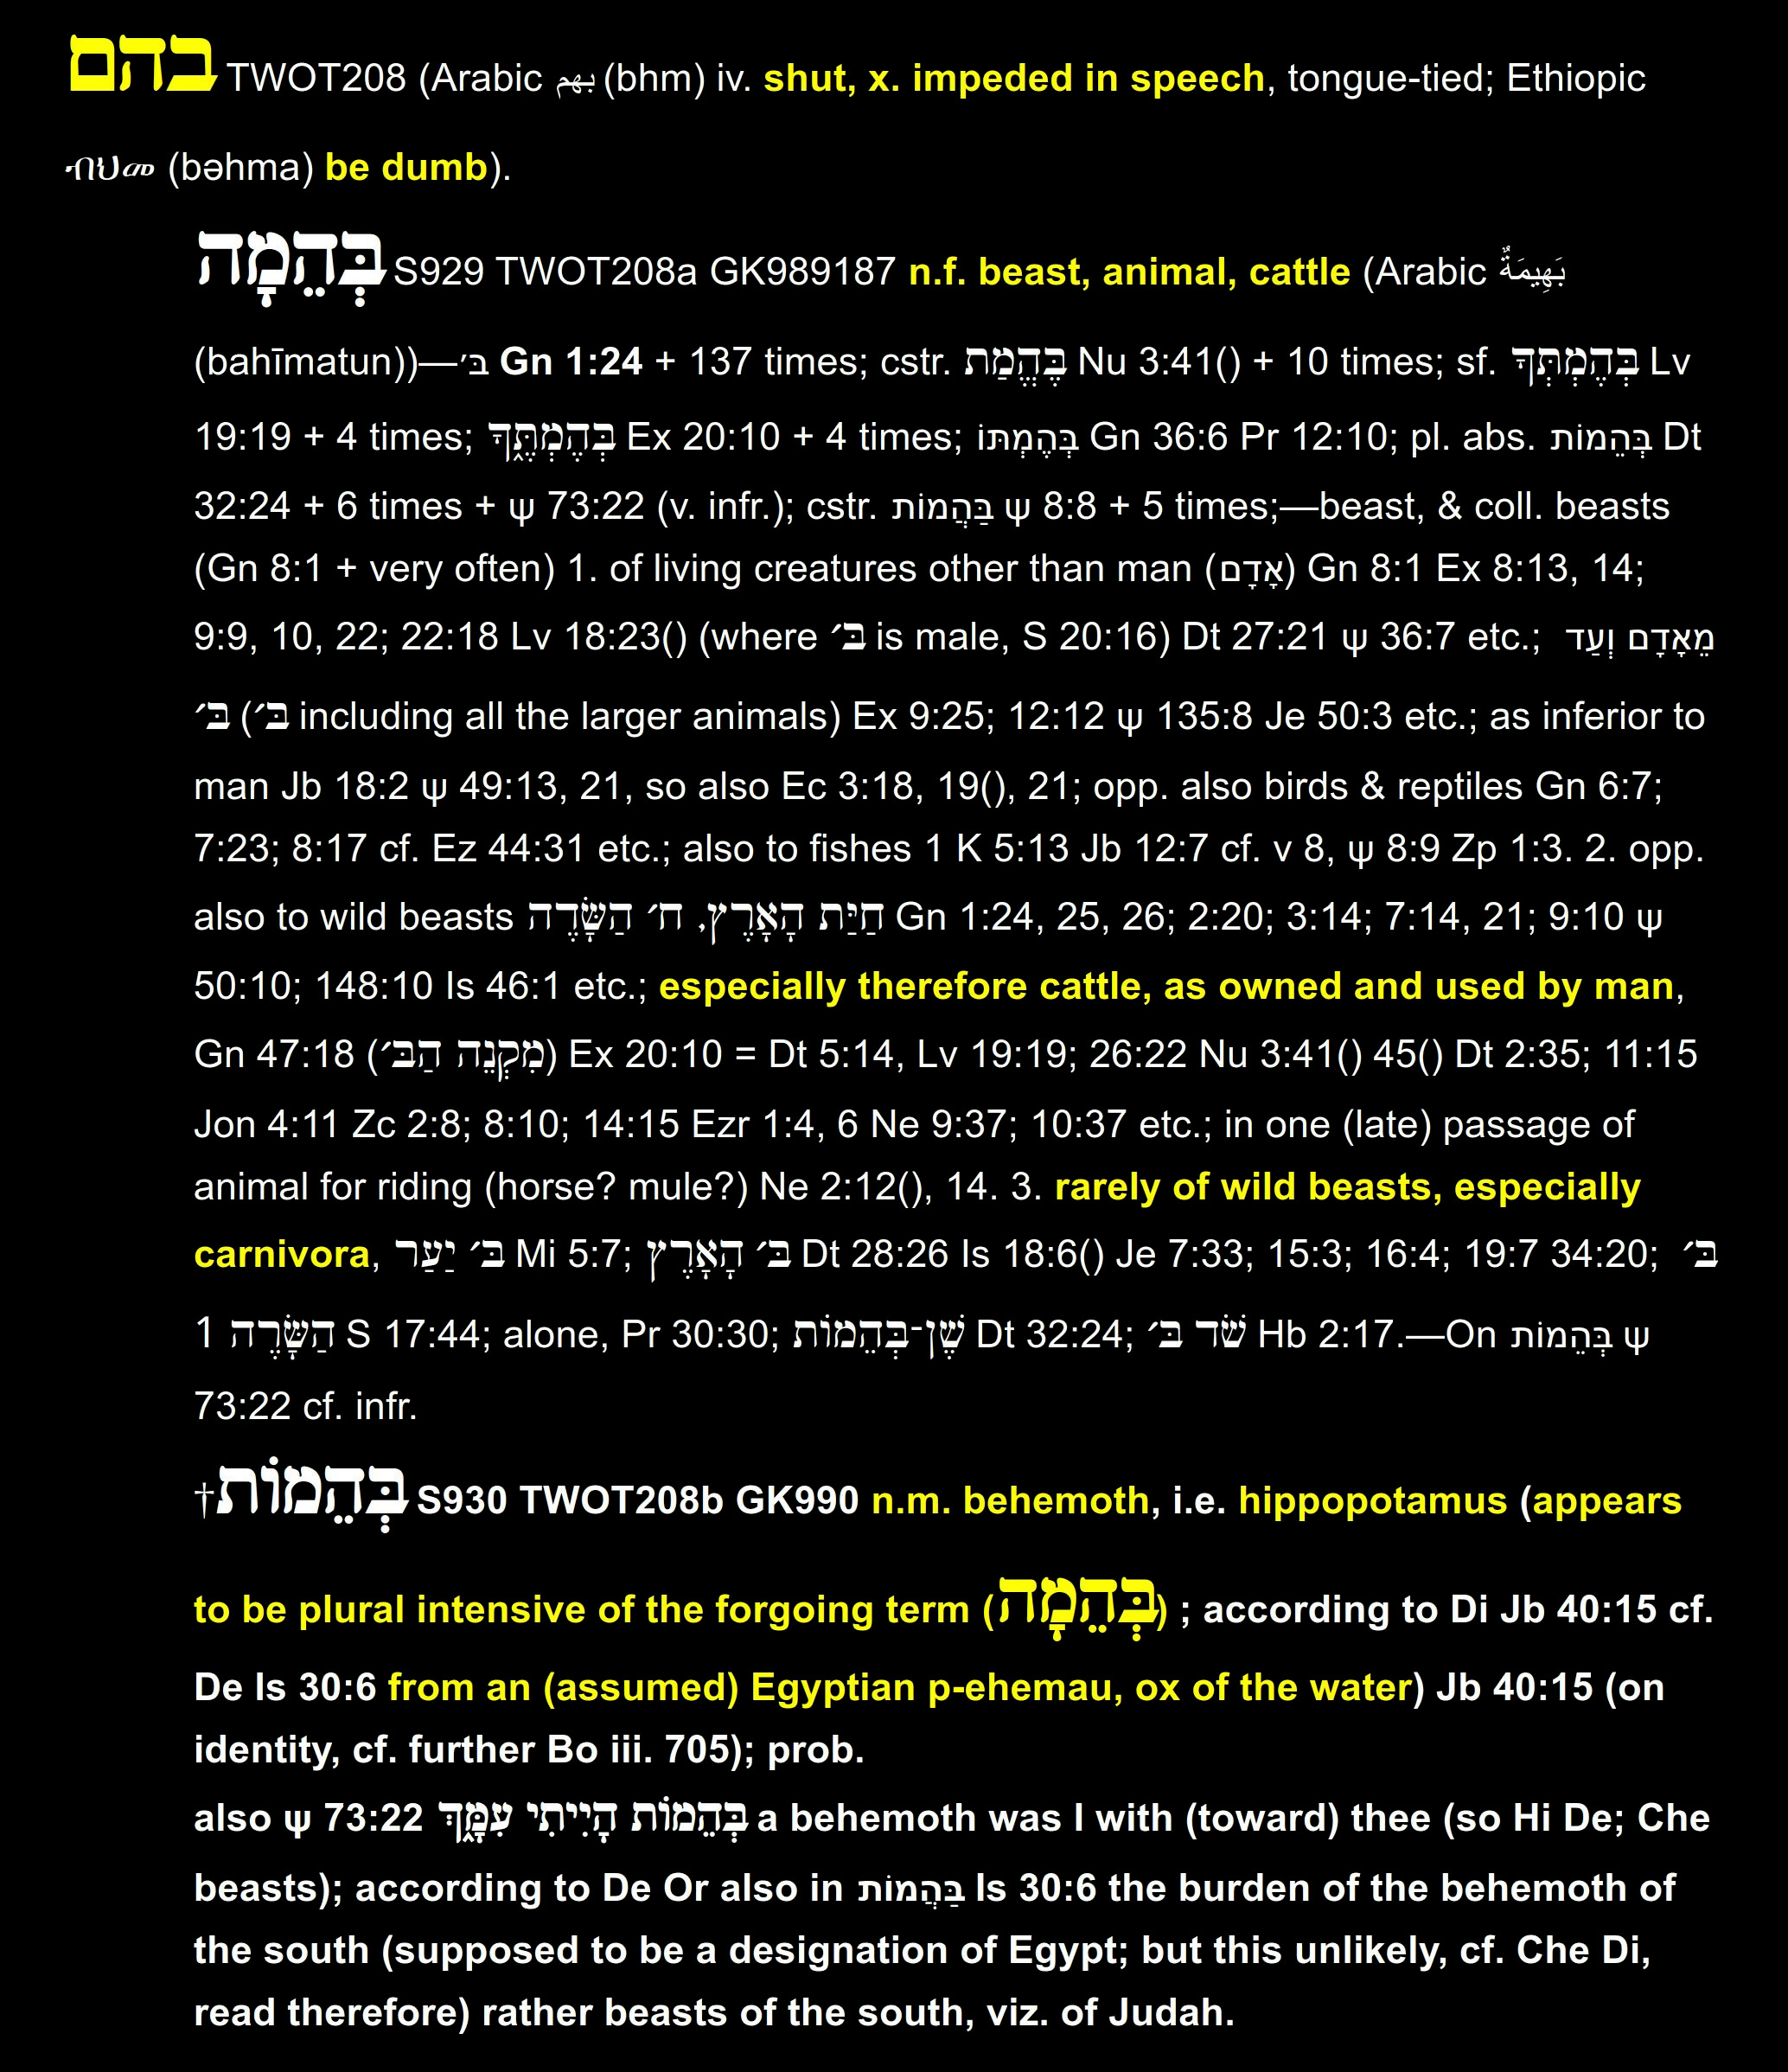 בהם TWOT208 (Arabic بهم (bhm) iv. shut, x. impeded in speech, tongue-tied; Ethiopic
ብህመ (bəhma) be dumb).
בְּהֵמָה S929 TWOT208a GK989187 n.f. beast, animal, cattle (Arabic بَهِيمَةٌ
(bahīmatun))—בּ׳ Gn 1:24 + 137 times; cstr. בֶּהֱמַת Nu 3:41() + 10 times; sf. בְּהֶמְתְּךָ Lv
19:19 + 4 times; בְּהֶמְתֶּ֑ךָ Ex 20:10 + 4 times; בְּהֶמְתּוֹ Gn 36:6 Pr 12:10; pl. abs. בְּהֵמוֹת Dt
32:24 + 6 times + ψ 73:22 (v. infr.); cstr. בַּהֲמוֹת ψ 8:8 + 5 times;—beast, & coll. beasts
(Gn 8:1 + very often) 1. of living creatures other than man (אָדָם) Gn 8:1 Ex 8:13, 14;
9:9, 10, 22; 22:18 Lv 18:23() (where בּ׳ is male, S 20:16) Dt 27:21 ψ 36:7 etc.; מֵאָדָם וְעַד
בּ׳ (בּ׳ including all the larger animals) Ex 9:25; 12:12 ψ 135:8 Je 50:3 etc.; as inferior to
man Jb 18:2 ψ 49:13, 21, so also Ec 3:18, 19(), 21; opp. also birds & reptiles Gn 6:7;
7:23; 8:17 cf. Ez 44:31 etc.; also to fishes 1 K 5:13 Jb 12:7 cf. v 8, ψ 8:9 Zp 1:3. 2. opp.
also to wild beasts חַיַּת הָאָרֶץ, ח׳ הַשָּׂדֶה Gn 1:24, 25, 26; 2:20; 3:14; 7:14, 21; 9:10 ψ
50:10; 148:10 Is 46:1 etc.; especially therefore cattle, as owned and used by man,
Gn 47:18 (מִקְנֵה הַבּ׳) Ex 20:10 = Dt 5:14, Lv 19:19; 26:22 Nu 3:41() 45() Dt 2:35; 11:15
Jon 4:11 Zc 2:8; 8:10; 14:15 Ezr 1:4, 6 Ne 9:37; 10:37 etc.; in one (late) passage of
animal for riding (horse? mule?) Ne 2:12(), 14. 3. rarely of wild beasts, especially
carnivora, בּ׳ יַעַר Mi 5:7; בּ׳ הָאָרֶץ Dt 28:26 Is 18:6() Je 7:33; 15:3; 16:4; 19:7 34:20; בּ׳
1 הַשָּׂרֶה S 17:44; alone, Pr 30:30; שֶׁן־בְּהֵמוֹת Dt 32:24; שֹׁד בּ׳ Hb 2:17.—On בְּהֵמוֹת ψ
73:22 cf. infr.
†בְּהֵמוֹת S930 TWOT208b GK990 n.m. behemoth, i.e. hippopotamus (appears
to be plural intensive of the forgoing term (בְּהֵמָה) ; according to Di Jb 40:15 cf.
De Is 30:6 from an (assumed) Egyptian p-ehemau, ox of the water) Jb 40:15 (on
identity, cf. further Bo iii. 705); prob.
also ψ 73:22 בְּהֵמוֹת הָיִיתִי עִמָּ֑ךְ a behemoth was I with (toward) thee (so Hi De; Che
beasts); according to De Or also in בַּהֲמוֹת Is 30:6 the burden of the behemoth of
the south (supposed to be a designation of Egypt; but this unlikely, cf. Che Di,
read therefore) rather beasts of the south, viz. of Judah.